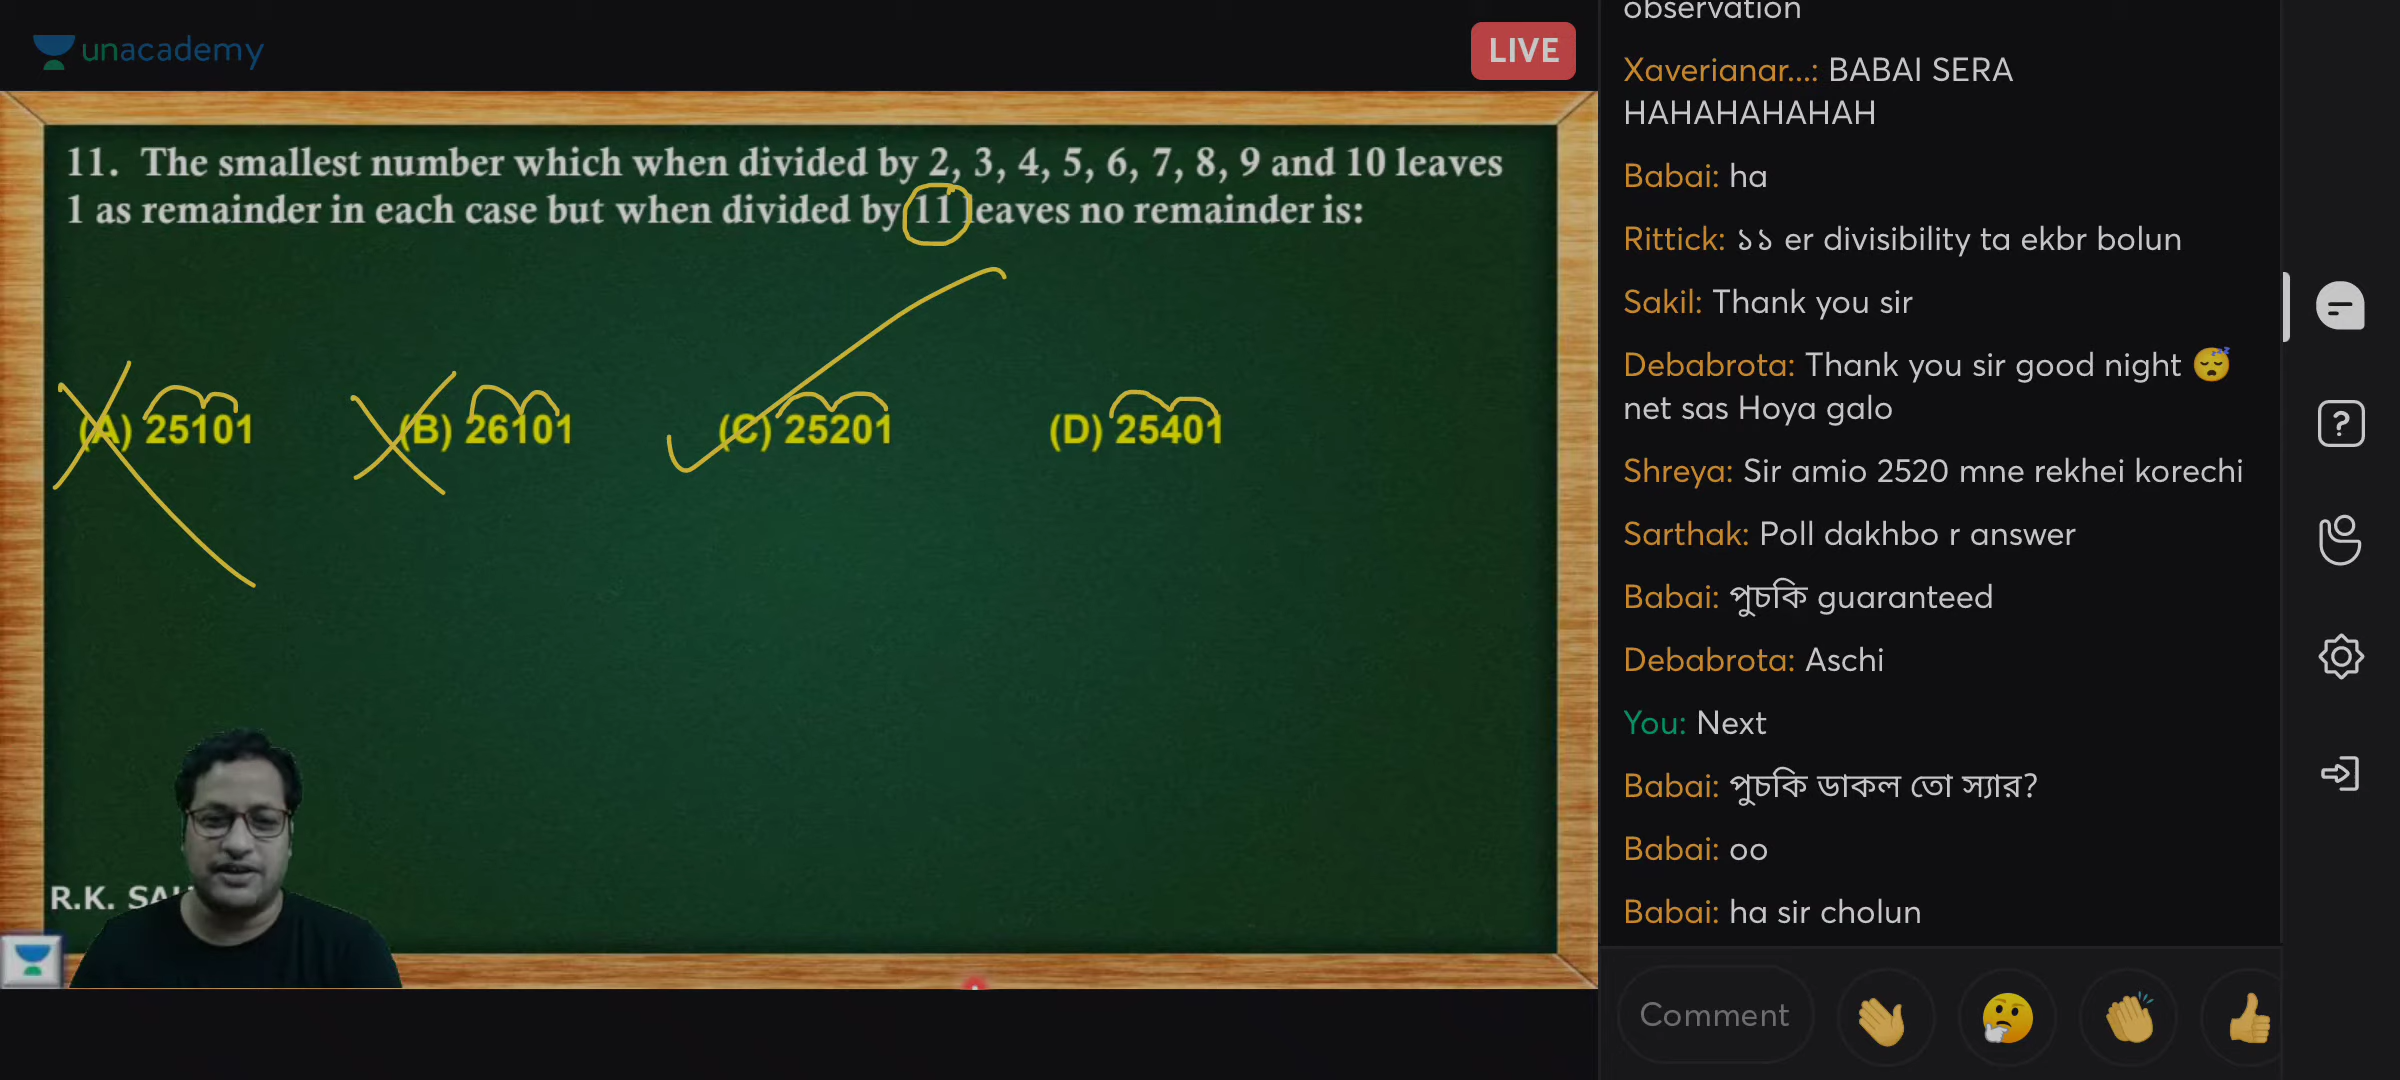 unacademy
LIVE
11. The smallest number which when divided by 2, 3, 4, 5, 6, 7, 8, 9 and 10 leaves
1 as remainder in each case but when divided by 11 leaves no remainder is:
(A) 25101 (B) 26101 (C) 25201 (D) 25401
R.K.
observation
Xaverianar...: BABAI SERA
HAHAHAHAHAH
Babai: ha
Rittick: ১১ er divisibility ta ekbr bolun
Sakil: Thank you sir
Debabrota: Thank you sir good night 😴
net sas Hoya galo
Shreya: Sir amio 2520 mne rekhei korechi
Sarthak: Poll dakhbo r answer
Babai: পুচকি guaranteed
Debabrota: Aschi
You: Next
Babai: পুচকি ডাকল তো স্যার?
Babai: oo
Babai: ha sir cholun
Comment